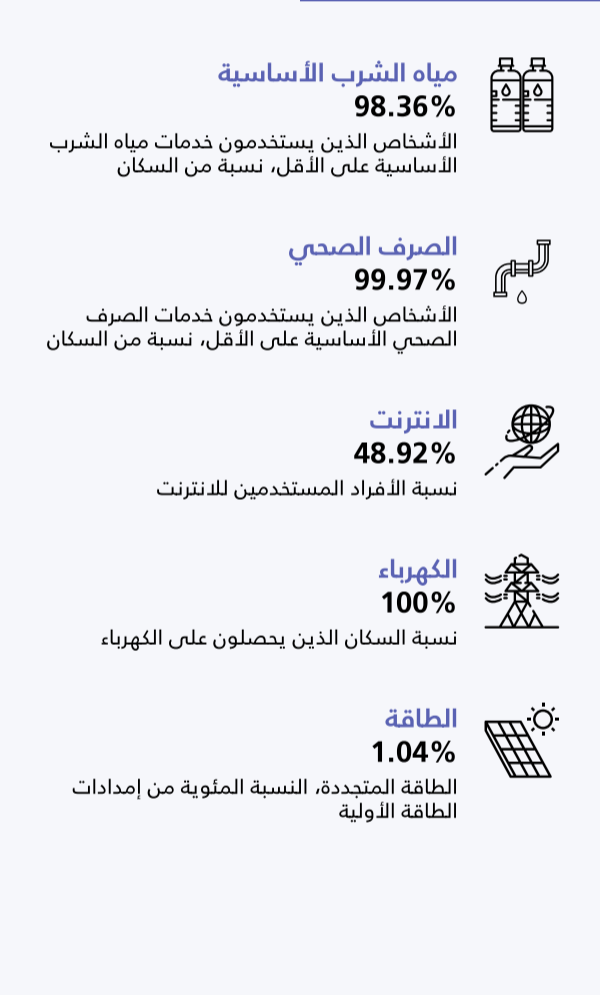 مياه الشرب الأساسية
98.36%
الأشخاص الذين يستخدمون خدمات مياه الشرب
الأساسية على الأقل، نسبة من السكان
الصرف الصحي
99.97%
الأشخاص الذين يستخدمون خدمات الصرف
الصحي الأساسية على الأقل، نسبة من السكان
الانترنت
48.92%
نسبة الأفراد المستخدمين للانترنت
الكهرباء
100%
نسبة السكان الذين يحصلون على الكهرباء
الطاقة
1.04%
الطاقة المتجددة، النسبة المئوية من إمدادات
الطاقة الأولية